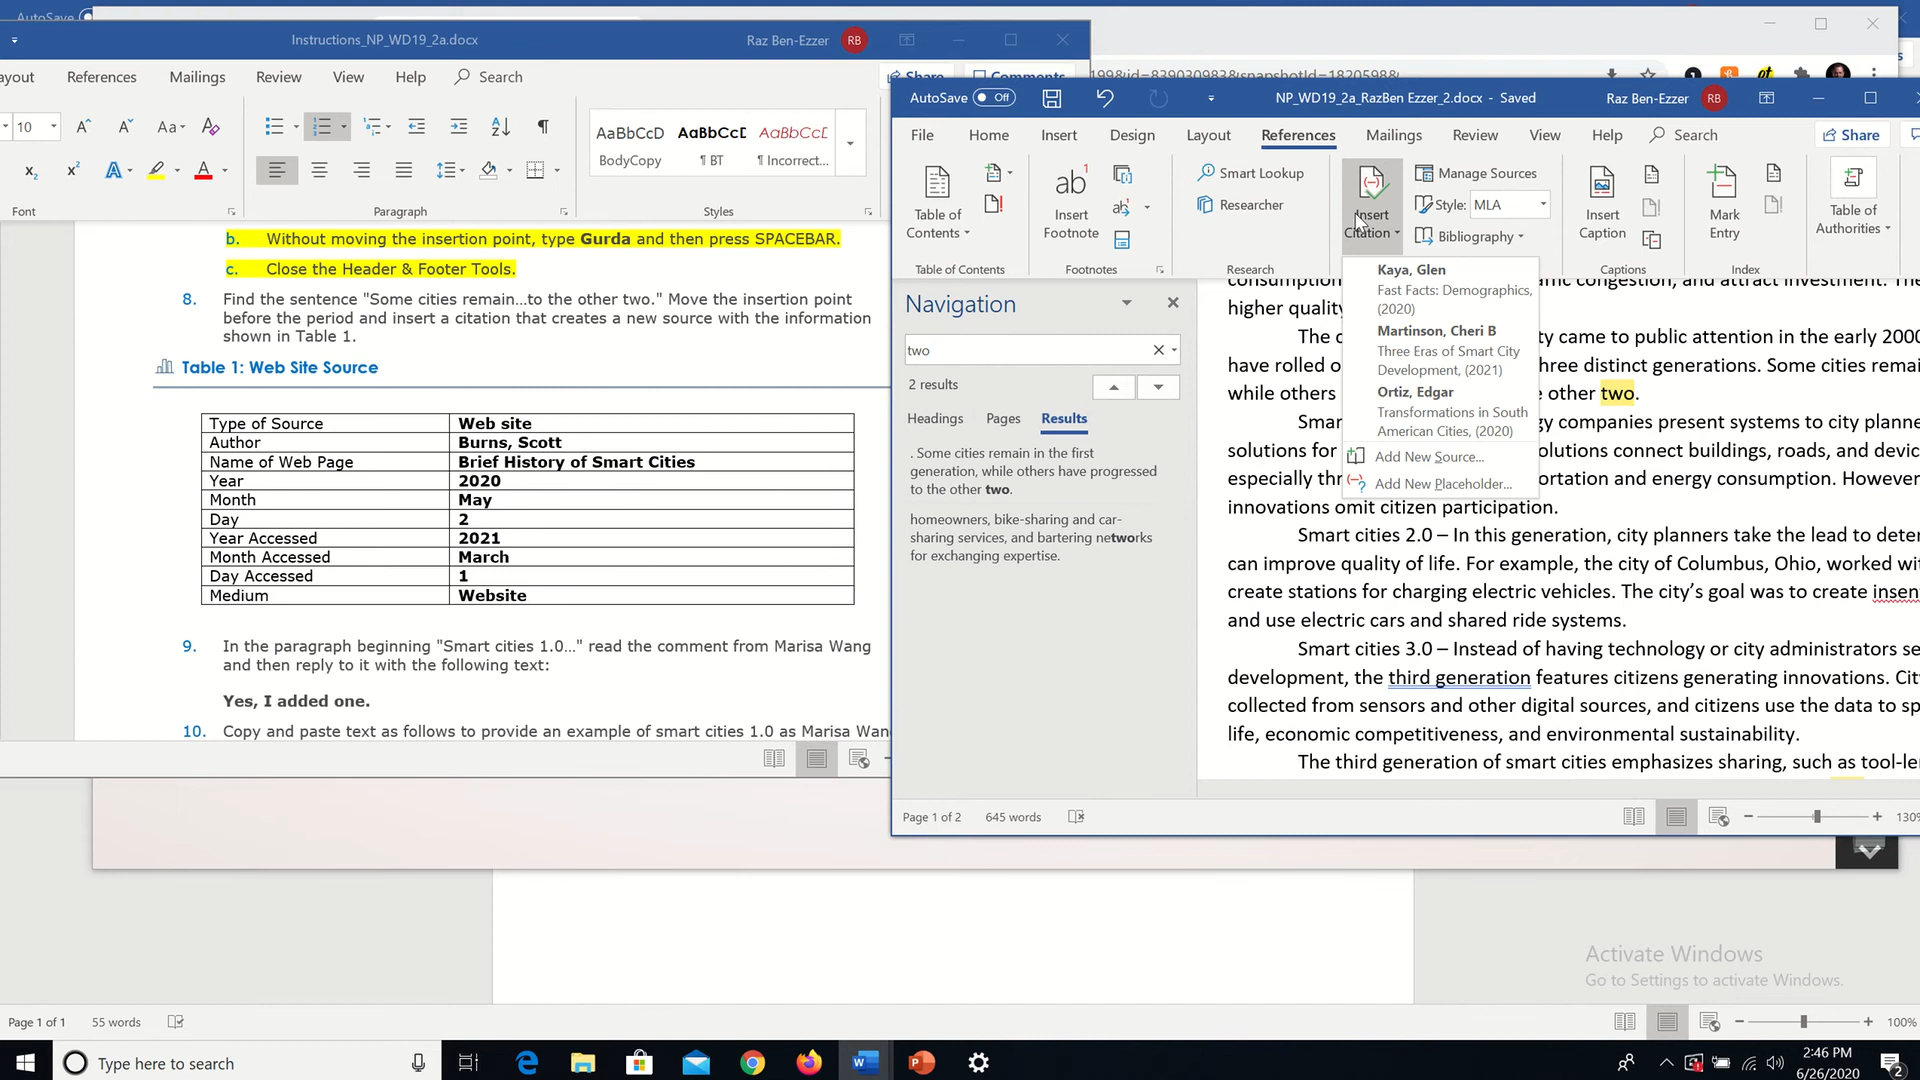 AutoSave
Instructions_NP_WD19_2a.docx
Raz Ben-Ezzer
RB
ayout
References
Mailings
Review
View
Help
Search
Share
Comments
10
Aa
AaBbCcD
AaBbCcD
BodyCopy
¶ BT
¶ Incorrect...
Font
Paragraph
Styles
b. Without moving the insertion point, type Gurda and then press SPACEBAR.
c. Close the Header & Footer Tools.
8. Find the sentence "Some cities remain...to the other two." Move the insertion point
before the period and insert a citation that creates a new source with the information
shown in Table 1.
Table 1: Web Site Source
Type of Source Web site
Author Burns, Scott
Name of Web Page Brief History of Smart Cities
Year 2020
Month May
Day 2
Year Accessed 2021
Month Accessed March
Day Accessed 1
Medium Website
9. In the paragraph beginning "Smart cities 1.0..." read the comment from Marisa Wang
and then reply to it with the following text:
Yes, I added one.
10. Copy and paste text as follows to provide an example of smart cities 1.0 as Marisa Wan
199&id=839030983&snapshotId=1820598&
AutoSave Off
NP_WD19_2a_RazBen Ezzer_2.docx - Saved
Raz Ben-Ezzer
RB
File
Home
Insert
Design
Layout
References
Mailings
Review
View
Help
Search
Share
Table of
Contents
Table of Contents
ab
Insert
Footnote
Footnotes
Smart Lookup
Researcher
Research
Insert
Citation
Manage Sources
Style: MLA
Bibliography
Insert
Caption
Captions
Mark
Entry
Index
Table of
Authorities
Kaya, Glen
Fast Facts: Demographics,
(2020)
Martinson, Cheri B
Three Eras of Smart City
Development, (2021)
Ortiz, Edgar
Transformations in South
American Cities, (2020)
Add New Source...
Add New Placeholder...
Navigation
two
2 results
Headings
Pages
Results
. Some cities remain in the first
generation, while others have progressed
to the other two.
homeowners, bike-sharing and car-
sharing services, and bartering networks
for exchanging expertise.
higher quality
The c
ty came to public attention in the early 2000
have rolled o
hree distinct generations. Some cities remai
while others
e other two.
Smar
gy companies present systems to city planne
solutions for
olutions connect buildings, roads, and devic
especially thr
ortation and energy consumption. However
innovations omit citizen participation.
Smart cities 2.0 – In this generation, city planners take the lead to deter
can improve quality of life. For example, the city of Columbus, Ohio, worked wit
create stations for charging electric vehicles. The city’s goal was to create insen
and use electric cars and shared ride systems.
Smart cities 3.0 – Instead of having technology or city administrators se
development, the third generation features citizens generating innovations. City
collected from sensors and other digital sources, and citizens use the data to sp
life, economic competitiveness, and environmental sustainability.
The third generation of smart cities emphasizes sharing, such as tool-le
Page 1 of 2
645 words
130%
Activate Windows
Go to Settings to activate Windows.
Page 1 of 1
55 words
100%
Type here to search
2:46 PM
6/26/2020
2